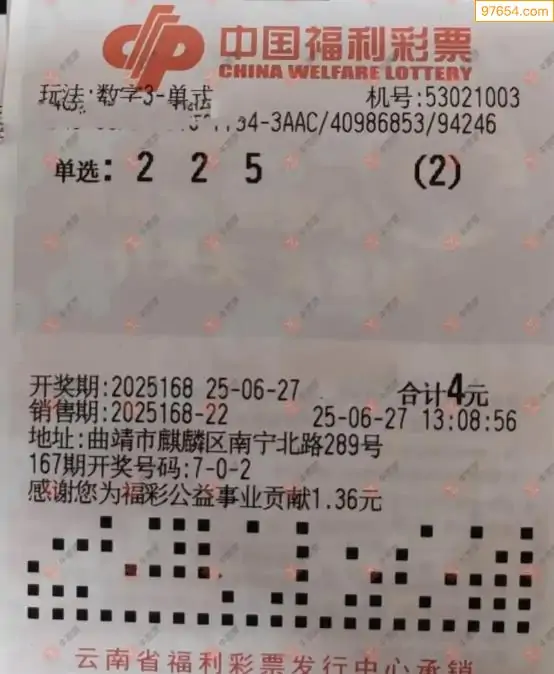 97654.com
中国福利彩票
CHINA WELFARE LOTTERY
玩法:数字3-单式 机号:53021003
94-3AAC/40986853/94246
单选: 2 2 5 (2)
开奖期:2025168 25-06-27 合计4元
销售期:2025168-22 25-06-27 13:08:56
地址:曲靖市麒麟区南宁北路289号
167期开奖号码:7-0-2
感谢您为福彩公益事业贡献1.36元
云南省福利彩票发行中心承销